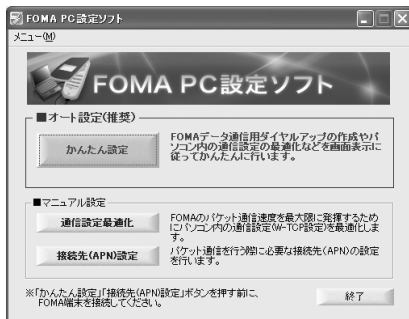 FOMA PC設定ソフト
メニュー(M)
FOMA PC設定ソフト
■オート設定(推奨)
かんたん設定
FOMAデータ通信用ダイヤルアップの作成やパ
ソコン内の通信設定の最適化などを画面表示に
従ってかんたんに行います。
■マニュアル設定
通信設定最適化
FOMAのパケット通信速度を最大限に発揮するため
にパソコン内の通信設定(W-TCP設定)を最適化しま
す。
接続先(APN)設定
パケット通信を行う際に必要な接続先(APN)の設定
を行います。
※「かんたん設定」「接続先(APN)設定」ボタンを押す前に、
FOMA端末を接続してください。
終了